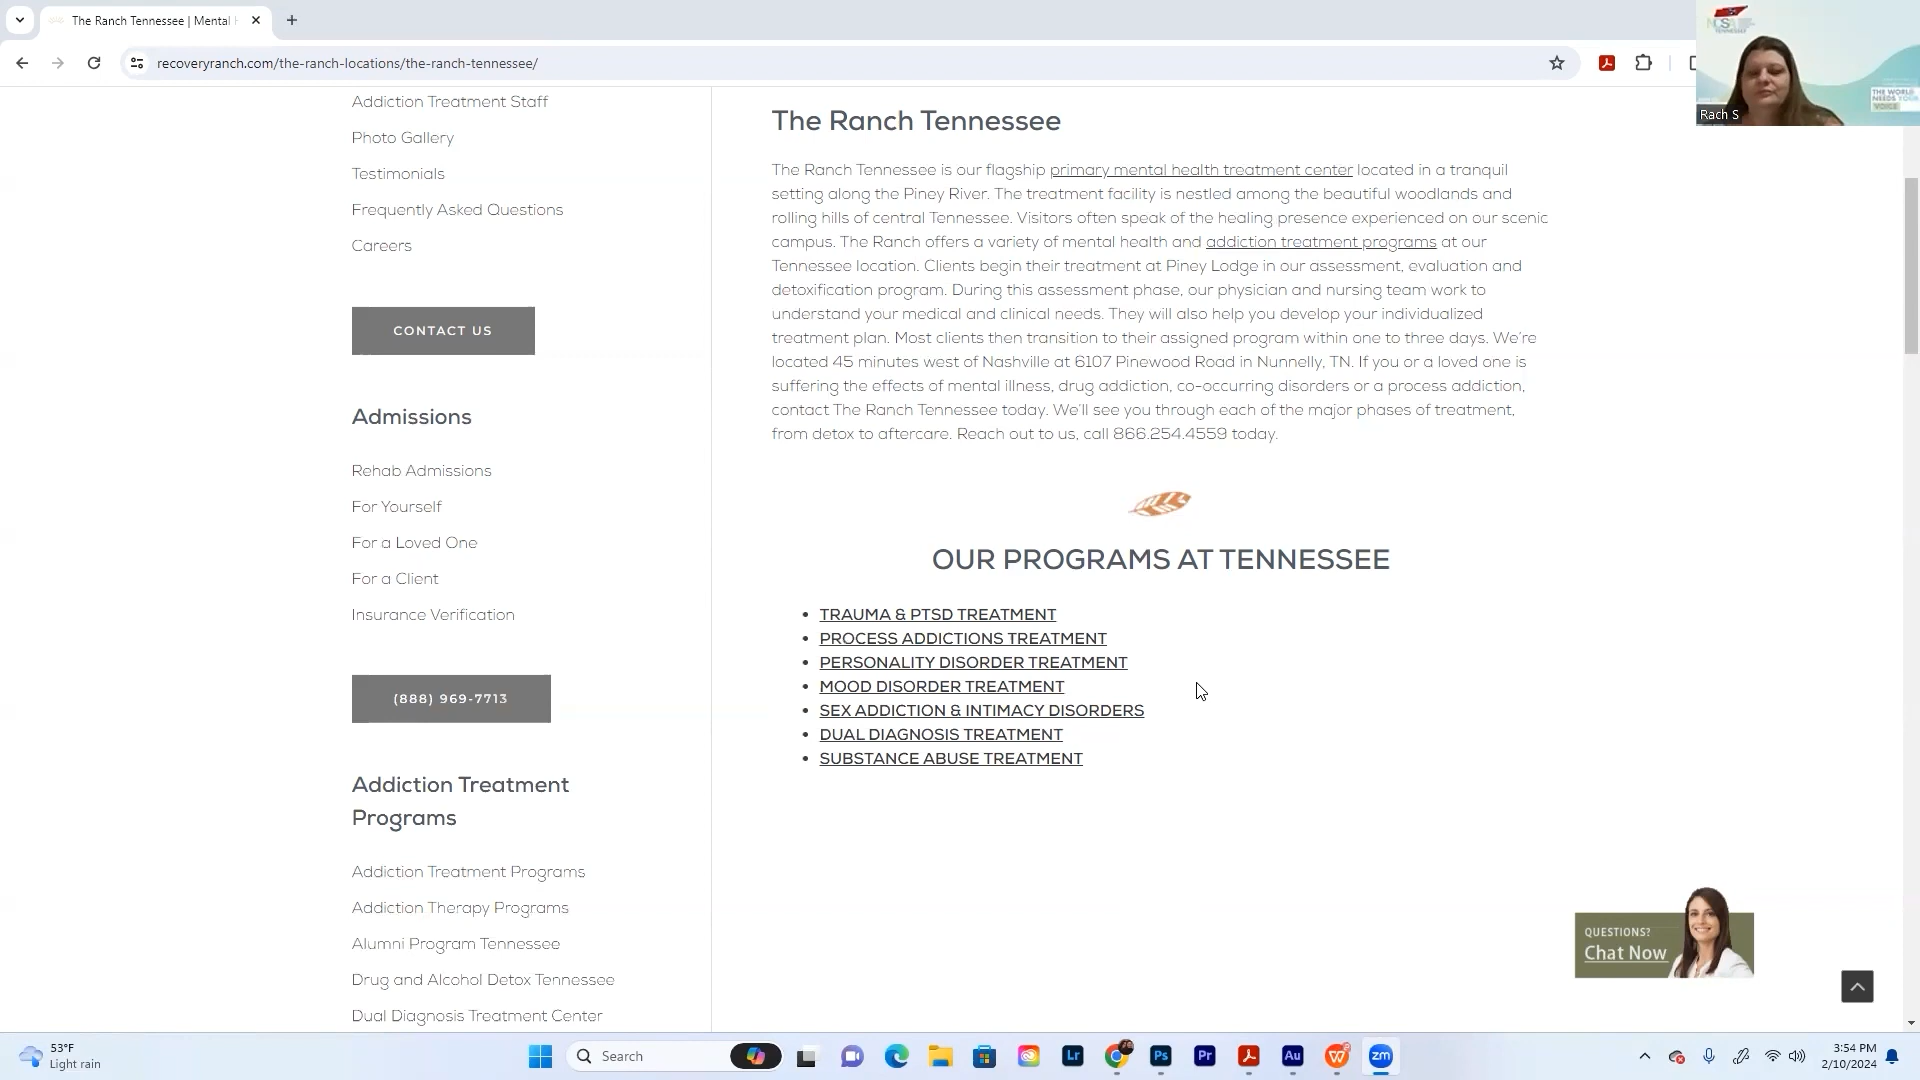 The Ranch Tennessee | Mental
recoveryranch.com/the-ranch-locations/the-ranch-tennessee/
TENNESSEE
THE WORLD
NEEDS YOUR
VOICE
Rach S
Addiction Treatment Staff
Photo Gallery
Testimonials
Frequently Asked Questions
Careers
CONTACT US
Admissions
Rehab Admissions
For Yourself
For a Loved One
For a Client
Insurance Verification
(888) 969-7713
Addiction Treatment
Programs
Addiction Treatment Programs
Addiction Therapy Programs
Alumni Program Tennessee
Drug and Alcohol Detox Tennessee
Dual Diagnosis Treatment Center
The Ranch Tennessee
The Ranch Tennessee is our flagship primary mental health treatment center located in a tranquil
setting along the Piney River. The treatment facility is nestled among the beautiful woodlands and
rolling hills of central Tennessee. Visitors often speak of the healing presence experienced on our scenic
campus. The Ranch offers a variety of mental health and addiction treatment programs at our
Tennessee location. Clients begin their treatment at Piney Lodge in our assessment, evaluation and
detoxification program. During this assessment phase, our physician and nursing team work to
understand your medical and clinical needs. They will also help you develop your individualized
treatment plan. Most clients then transition to their assigned program within one to three days. We’re
located 45 minutes west of Nashville at 6107 Pinewood Road in Nunnelly, TN. If you or a loved one is
suffering the effects of mental illness, drug addiction, co-occurring disorders or a process addiction,
contact The Ranch Tennessee today. We’ll see you through each of the major phases of treatment,
from detox to aftercare. Reach out to us, call 866.254.4559 today.
OUR PROGRAMS AT TENNESSEE
• TRAUMA & PTSD TREATMENT
• PROCESS ADDICTIONS TREATMENT
• PERSONALITY DISORDER TREATMENT
• MOOD DISORDER TREATMENT
• SEX ADDICTION & INTIMACY DISORDERS
• DUAL DIAGNOSIS TREATMENT
• SUBSTANCE ABUSE TREATMENT
QUESTIONS?
Chat Now
53°F
Light rain
Search
Lr
Ps
Pr
Au
W
zm
3:54 PM
2/10/2024